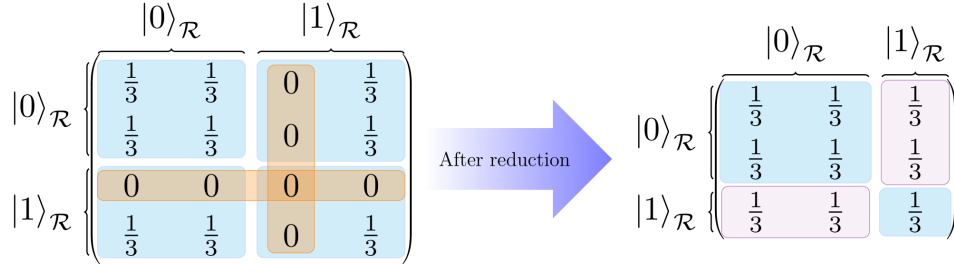 |0⟩_R |1⟩_R
|0⟩_R
1/3 1/3 0 1/3
1/3 1/3 0 1/3
|1⟩_R
0 0 0 0
1/3 1/3 0 1/3
After reduction
|0⟩_R |1⟩_R
|0⟩_R
1/3 1/3 1/3
1/3 1/3 1/3
|1⟩_R
1/3 1/3 1/3